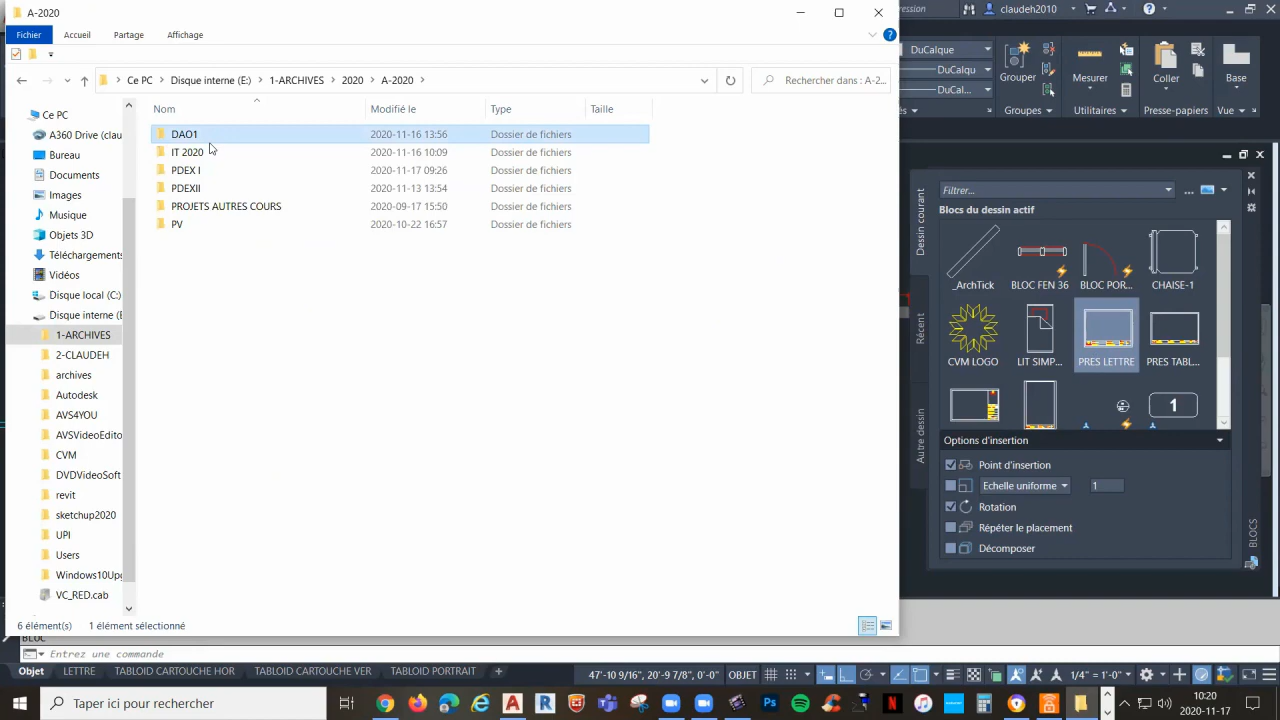 A-2020
Fichier
Accueil
Partage
Affichage
Ce PC
Disque interne (E:)
1-ARCHIVES
2020
A-2020
Rechercher dans : A-2...
Nom
Modifié le
Type
Taille
DAO1 2020-11-16 13:56 Dossier de fichiers
IT 2020 2020-11-16 10:09 Dossier de fichiers
PDEX I 2020-11-17 09:26 Dossier de fichiers
PDEXII 2020-11-13 13:54 Dossier de fichiers
PROJETS AUTRES COURS 2020-09-17 15:50 Dossier de fichiers
PV 2020-10-22 16:57 Dossier de fichiers
Ce PC
A360 Drive (clau
Bureau
Documents
Images
Musique
Objets 3D
Téléchargements
Vidéos
Disque local (C:)
Disque interne (E
1-ARCHIVES
2-CLAUDEH
archives
Autodesk
AVS4YOU
AVSVideoEdito
CVM
DVDVideoSoft
revit
sketchup2020
UPI
Users
Windows10Upg
VC_RED.cab
6 élément(s)
1 élément sélectionné
ression
claudeh2010
DuCalque
DuCalqu
DuCa...
Grouper
Mesurer
Coller
Base
Groupes
Utilitaires
Presse-papiers
Vue
Filtrer...
Blocs du dessin actif
Dessin courant
Récent
Autre dessin
_ArchTick
BLOC FEN 36
BLOC POR...
CHAISE-1
CVM LOGO
LIT SIMP...
PRES LETTRE
PRES TABL...
1
Options d'insertion
Point d'insertion
Echelle uniforme
1
Rotation
Répéter le placement
Décomposer
BLOCS
BLOC
Entrez une commande
Objet
LETTRE
TABLOID CARTOUCHE HOR
TABLOID CARTOUCHE VER
TABLOID PORTRAIT
47'-10 9/16", 20'-9 7/8", 0'-0"
OBJET
1/4" = 1'-0"
Taper ici pour rechercher
10:20
2020-11-17